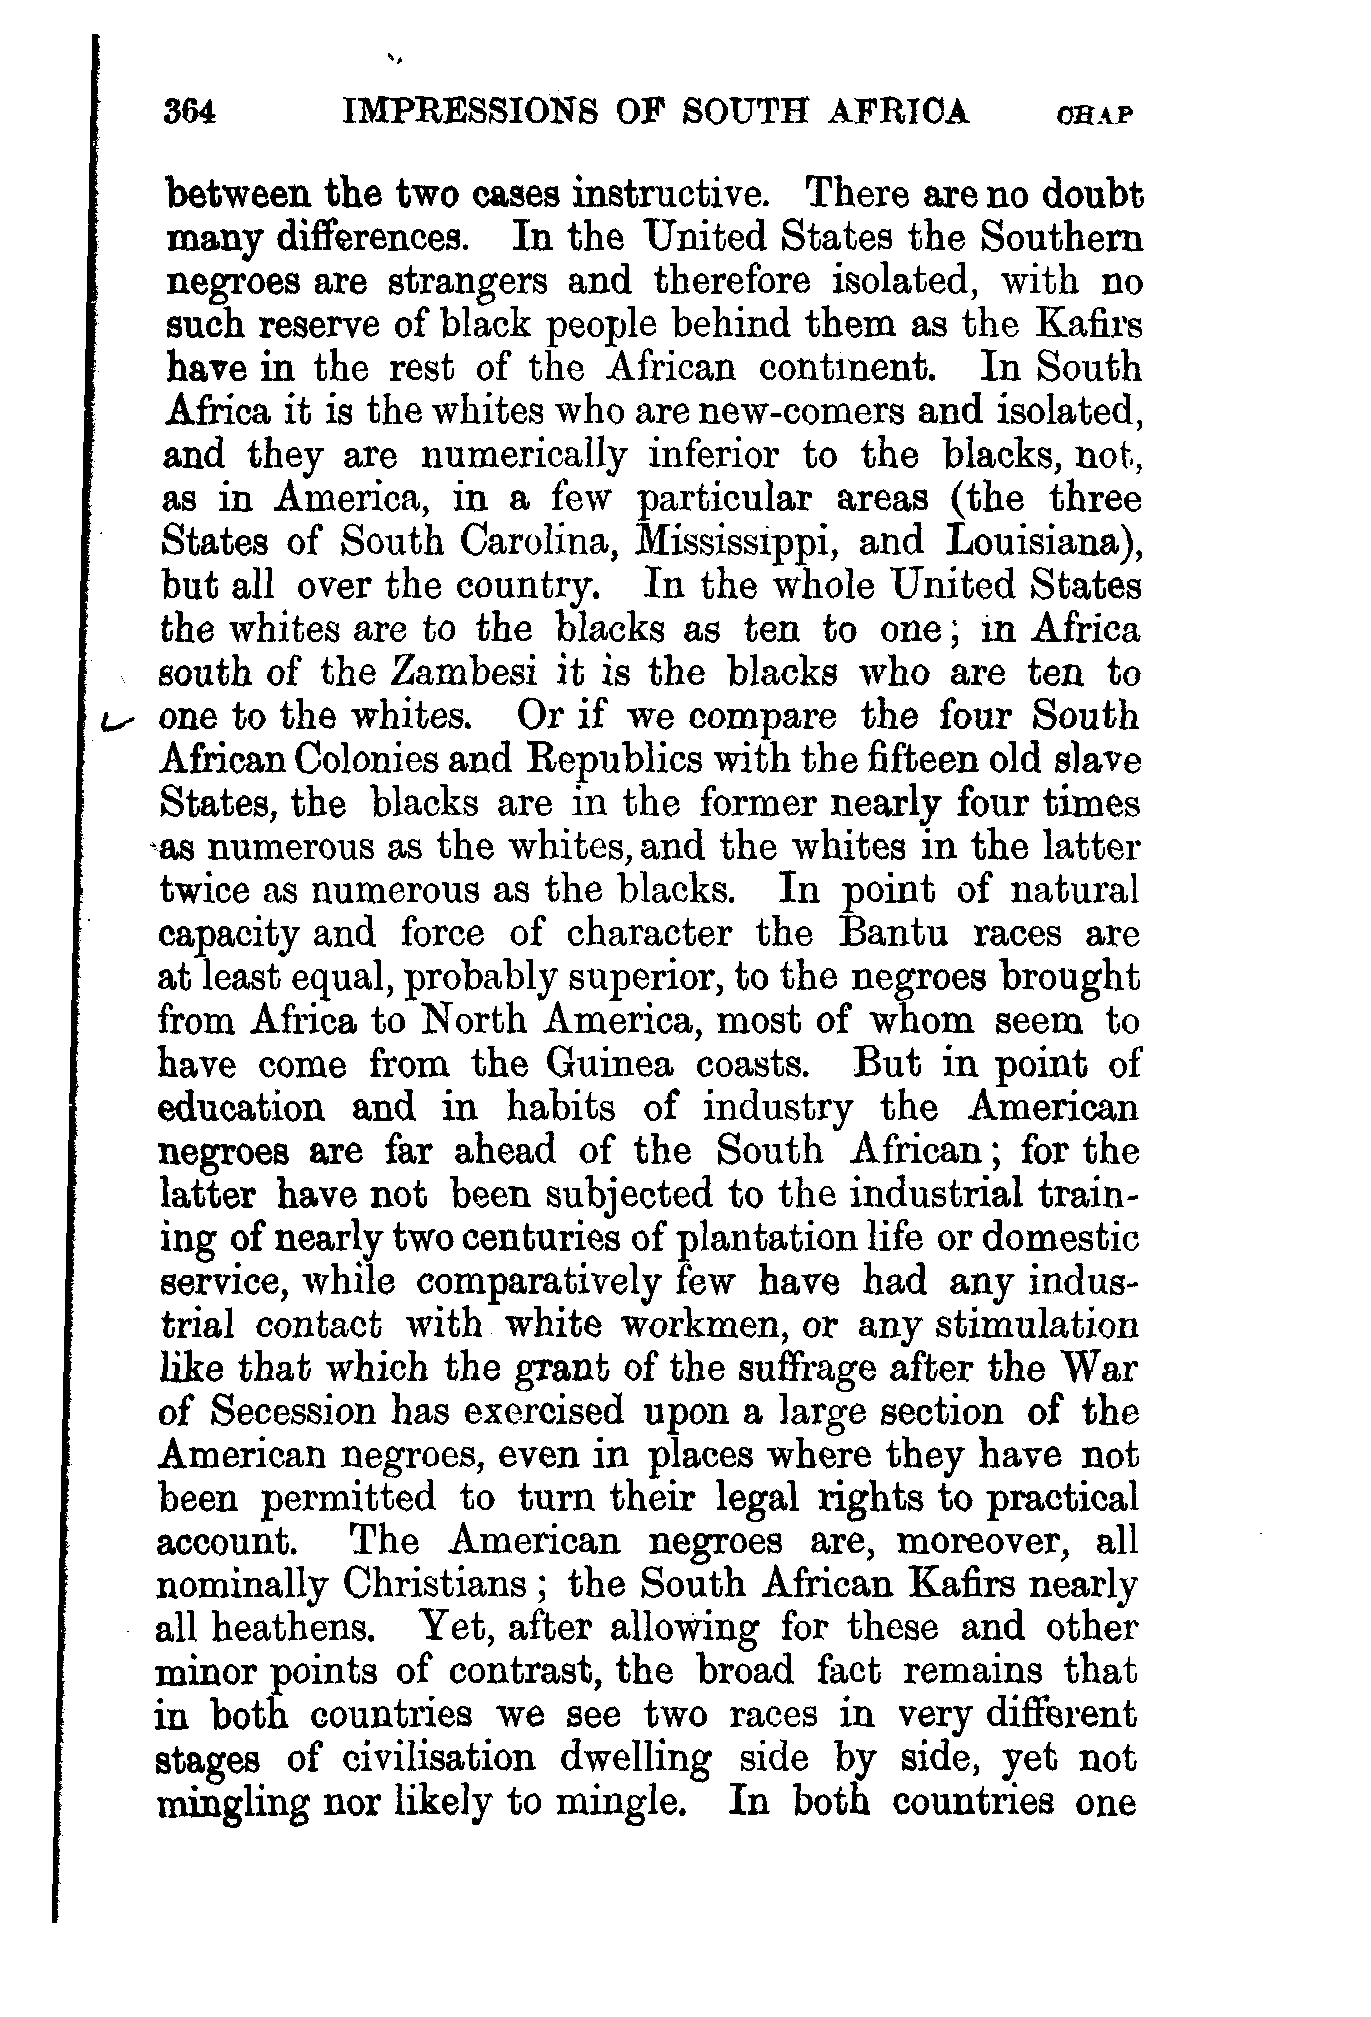 364 IMPRESSIONS OF SOUTH AFRICA CHAP
between the two cases instructive. There are no doubt
many differences. In the United States the Southern
negroes are strangers and therefore isolated, with no
such reserve of black people behind them as the Kafirs
have in the rest of the African continent. In South
Africa it is the whites who are new-comers and isolated,
and they are numerically inferior to the blacks, not,
as in America, in a few particular areas (the three
States of South Carolina, Mississippi, and Louisiana),
but all over the country. In the whole United States
the whites are to the blacks as ten to one; in Africa
south of the Zambesi it is the blacks who are ten to
one to the whites. Or if we compare the four South
African Colonies and Republics with the fifteen old slave
States, the blacks are in the former nearly four times
as numerous as the whites, and the whites in the latter
twice as numerous as the blacks. In point of natural
capacity and force of character the Bantu races are
at least equal, probably superior, to the negroes brought
from Africa to North America, most of whom seem to
have come from the Guinea coasts. But in point of
education and in habits of industry the American
negroes are far ahead of the South African; for the
latter have not been subjected to the industrial train-
ing of nearly two centuries of plantation life or domestic
service, while comparatively few have had any indus-
trial contact with white workmen, or any stimulation
like that which the grant of the suffrage after the War
of Secession has exercised upon a large section of the
American negroes, even in places where they have not
been permitted to turn their legal rights to practical
account. The American negroes are, moreover, all
nominally Christians; the South African Kafirs nearly
all heathens. Yet, after allowing for these and other
minor points of contrast, the broad fact remains that
in both countries we see two races in very different
stages of civilisation dwelling side by side, yet not
mingling nor likely to mingle. In both countries one